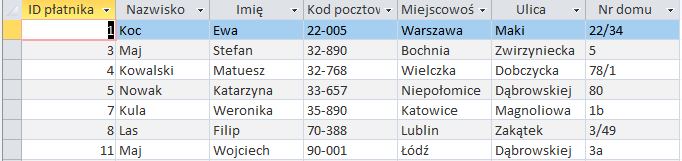 ID płatnika Nazwisko Imię Kod pocztow Miejscowoś Ulica Nr domu
1 Koc Ewa 22-005 Warszawa Maki 22/34
3 Maj Stefan 32-890 Bochnia Zwirzyniecka 5
4 Kowalski Matuesz 32-768 Wielczka Dobczycka 78/1
5 Nowak Katarzyna 33-657 Niepołomice Dąbrowskiej 80
7 Kula Weronika 35-890 Katowice Magnoliowa 1b
8 Las Filip 70-388 Lublin Zakątek 3/49
11 Maj Wojciech 90-001 Łódź Dąbrowskiej 3a